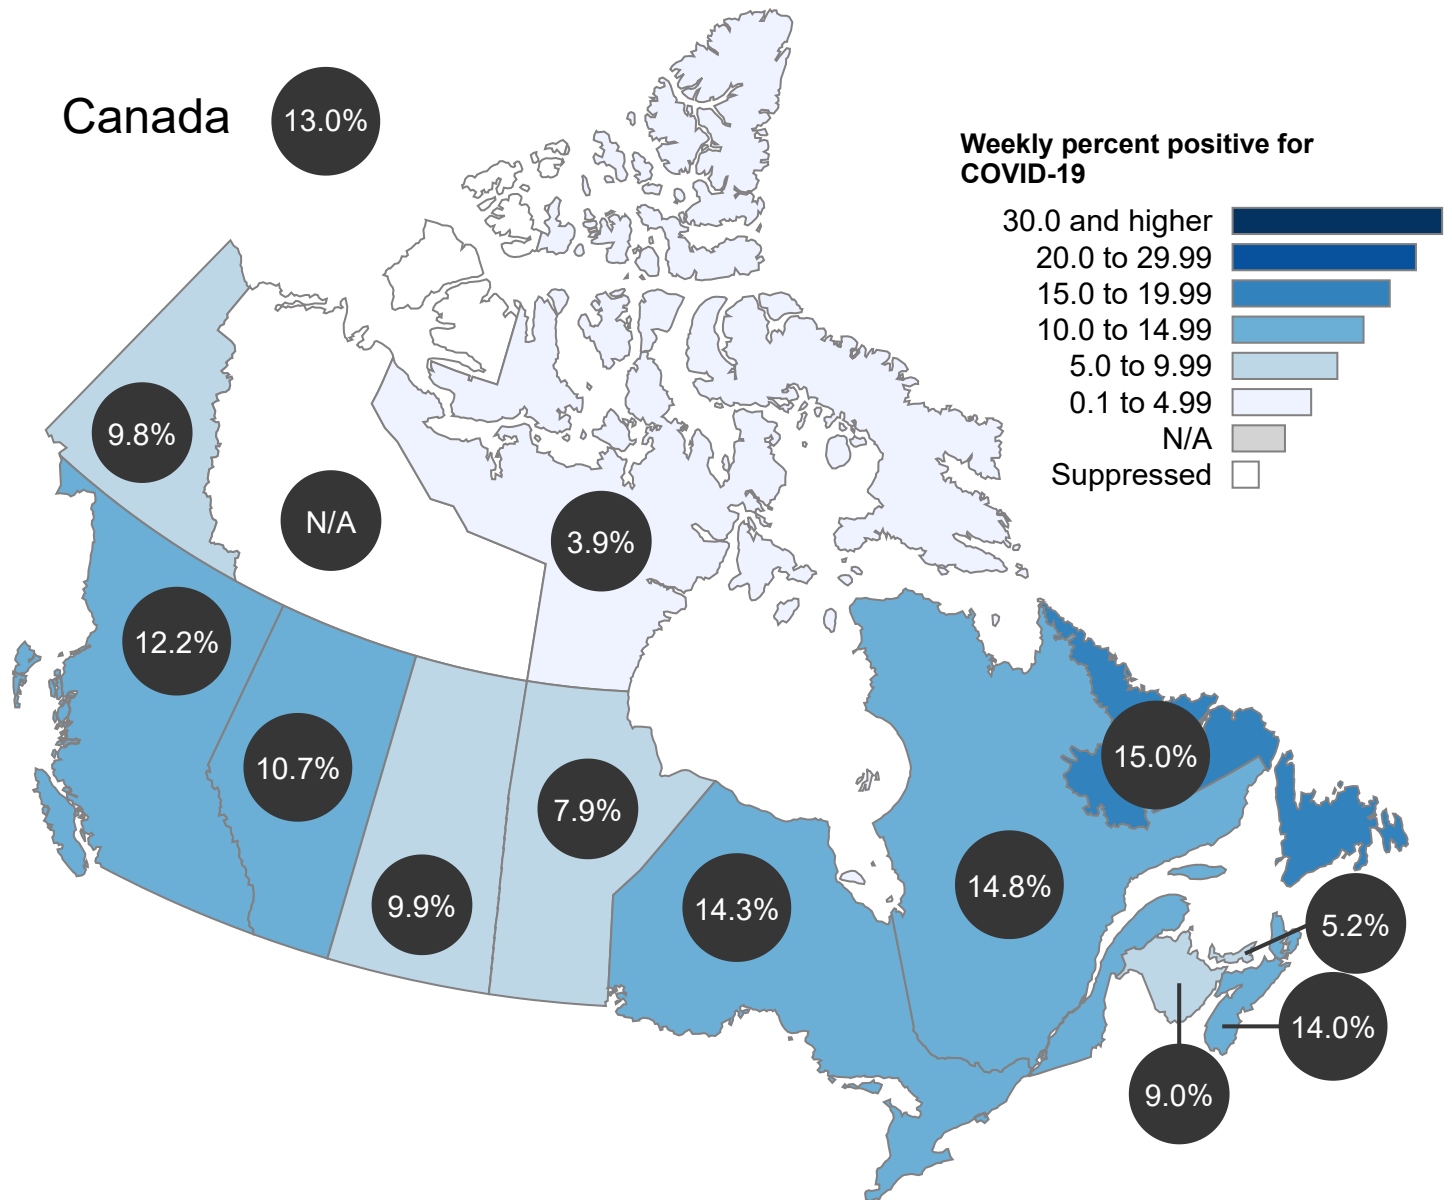 Canada
13.0%
Weekly percent positive for
COVID-19
30.0 and higher
20.0 to 29.99
15.0 to 19.99
10.0 to 14.99
5.0 to 9.99
0.1 to 4.99
N/A
Suppressed
9.8%
N/A
3.9%
12.2%
10.7%
9.9%
7.9%
14.3%
14.8%
15.0%
5.2%
14.0%
9.0%